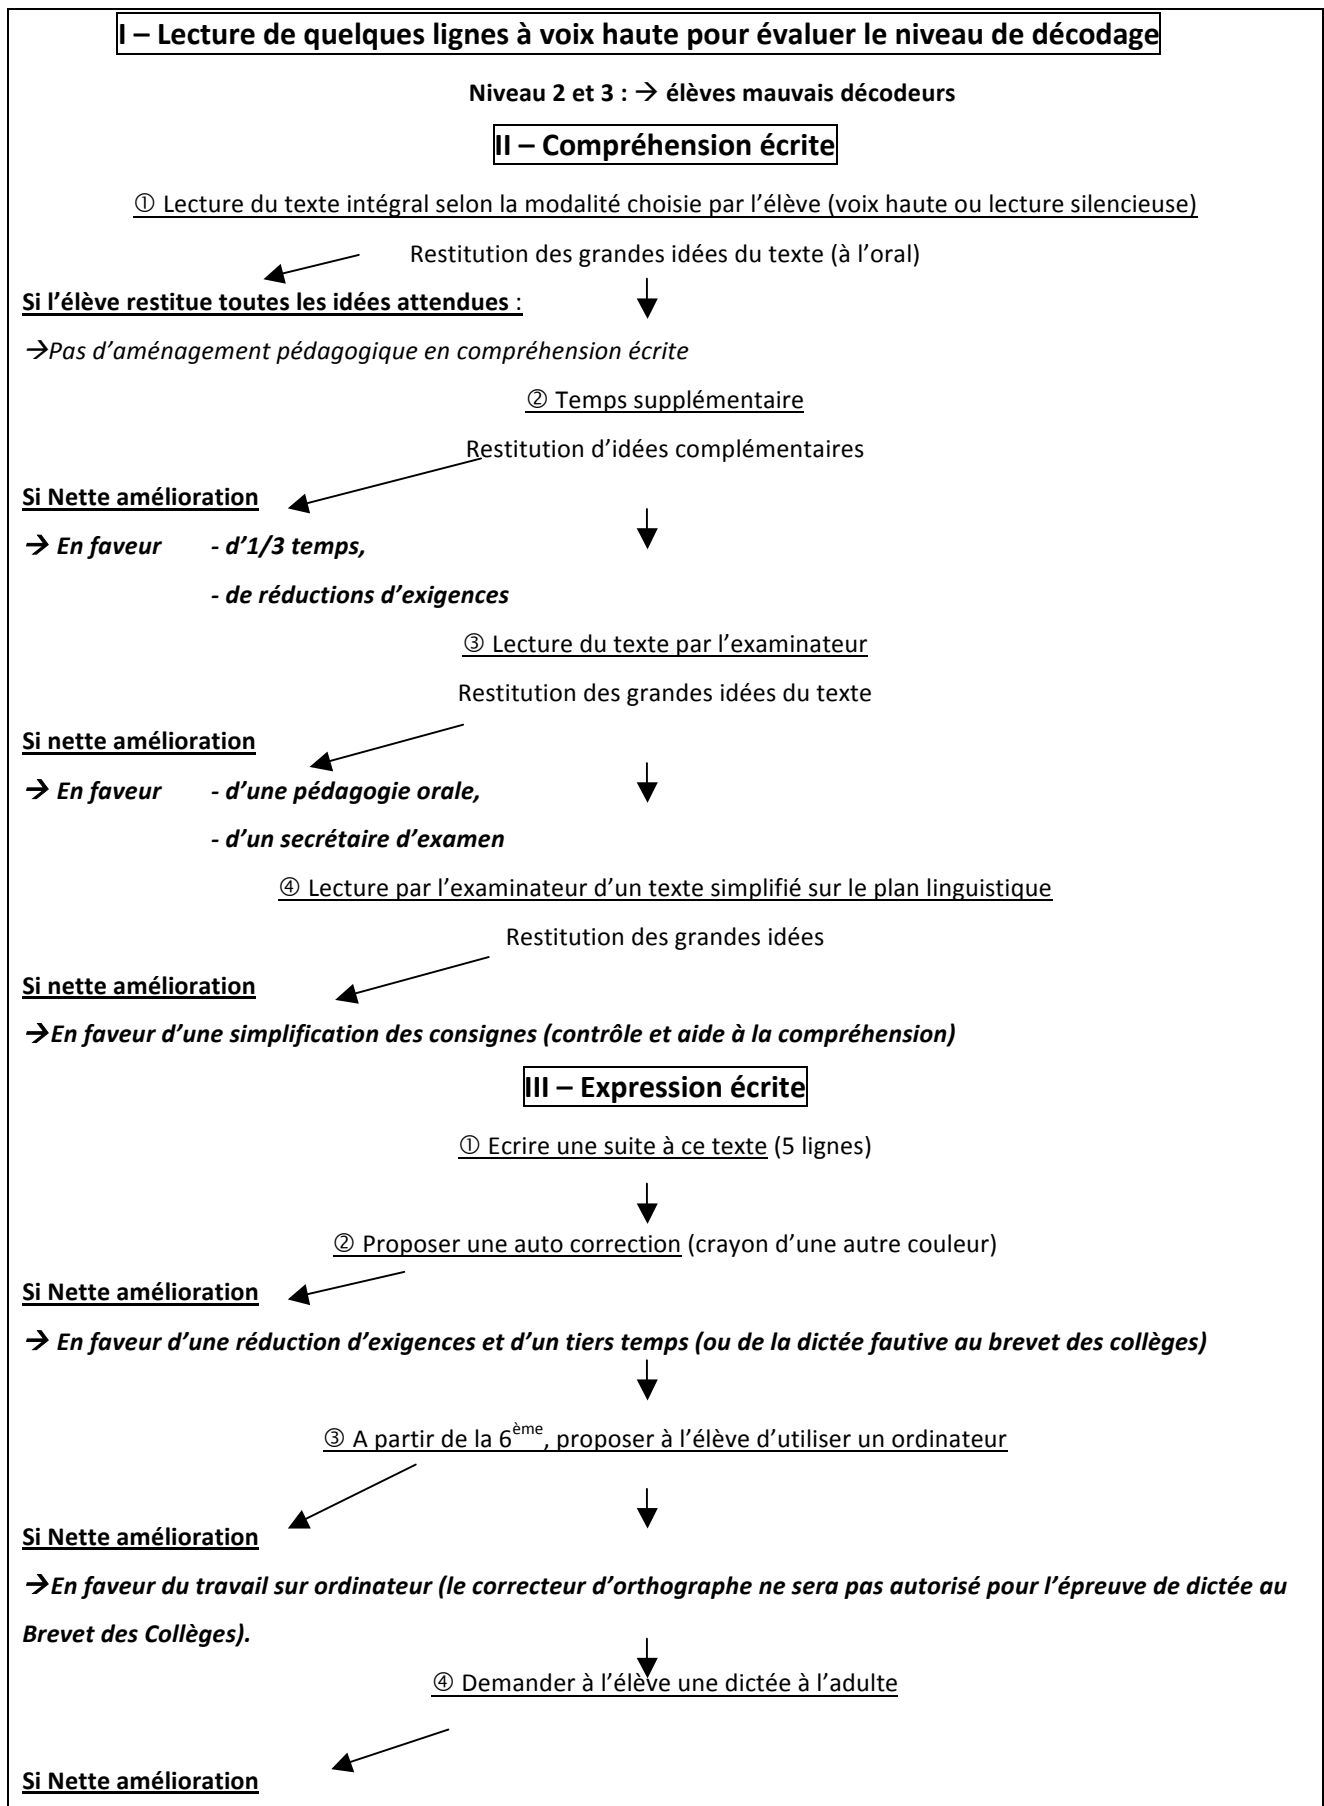 I – Lecture de quelques lignes à voix haute pour évaluer le niveau de décodage
Niveau 2 et 3 : → élèves mauvais décodeurs
II – Compréhension écrite
① Lecture du texte intégral selon la modalité choisie par l’élève (voix haute ou lecture silencieuse)
Restitution des grandes idées du texte (à l’oral)
Si l’élève restitue toutes les idées attendues :
→Pas d’aménagement pédagogique en compréhension écrite
② Temps supplémentaire
Restitution d’idées complémentaires
Si Nette amélioration
→ En faveur - d’1/3 temps,
- de réductions d’exigences
③ Lecture du texte par l’examinateur
Restitution des grandes idées du texte
Si nette amélioration
→ En faveur - d’une pédagogie orale,
- d’un secrétaire d’examen
④ Lecture par l’examinateur d’un texte simplifié sur le plan linguistique
Restitution des grandes idées
Si nette amélioration
→En faveur d’une simplification des consignes (contrôle et aide à la compréhension)
III – Expression écrite
① Ecrire une suite à ce texte (5 lignes)
② Proposer une auto correction (crayon d’une autre couleur)
Si Nette amélioration
→ En faveur d’une réduction d’exigences et d’un tiers temps (ou de la dictée fautive au brevet des collèges)
③ A partir de la 6ème, proposer à l’élève d’utiliser un ordinateur
Si Nette amélioration
→En faveur du travail sur ordinateur (le correcteur d’orthographe ne sera pas autorisé pour l’épreuve de dictée au
Brevet des Collèges).
④ Demander à l’élève une dictée à l’adulte
Si Nette amélioration